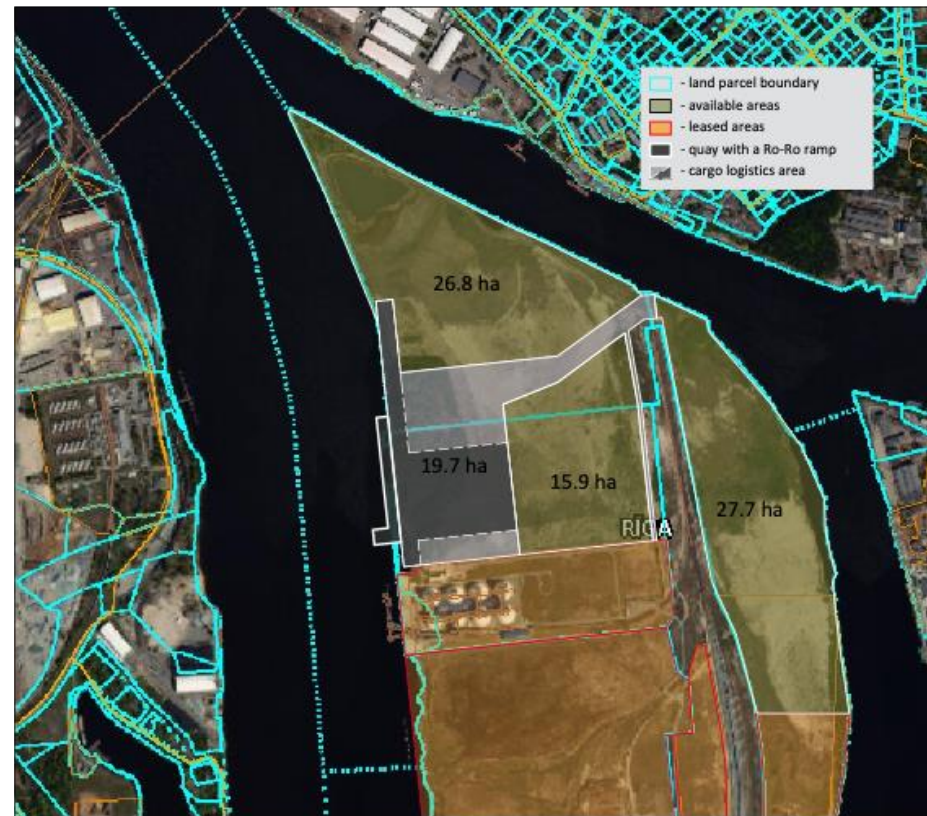 - land parcel boundary
- available areas
- leased areas
- quay with a Ro-Ro ramp
- cargo logistics area
26.8 ha
19.7 ha
15.9 ha
27.7 ha
RIGA